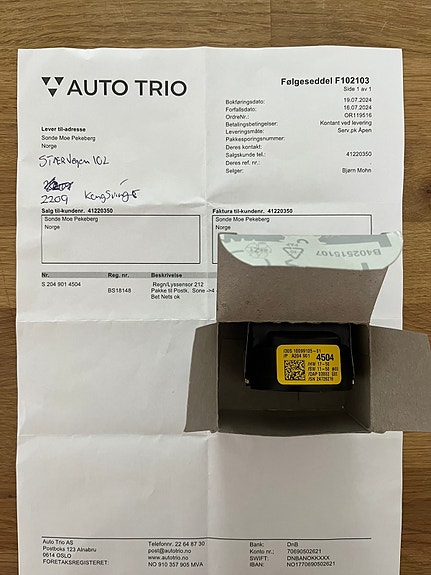 AUTO TRIO
Følgeseddel F102103
Side 1 av 1
Bokføringsdato: 19.07.2024
Forfallsdato: 16.07.2024
OrdreNr.: OR119516
Betalingsbetingelser: Kontant ved levering
Leveringsmåte: Serv.pk Åpen
Pakkesporingsnummer:
Deres kontakt:
Salgskunde tel.: 41220350
Deres ref. nr.:
Selger: Bjørn Mohn
Lever til-adresse
Sonde Moe Pekeberg
Norge
2209
Salg til-kundenr. 41220350
Faktura til-kundenr. 41220350
Sonde Moe Pekeberg
Norge
Sonde Moe Pekeberg
Norge
Nr. Reg. nr. Beskrivelse
S 204 901 4504 Regn/Lyssensor 212
BS18148 Pakke til Postk. Sone ->4
Bet Nets ok
B402515107
4504
Auto Trio AS
Postboks 123 Alnabru
0614 OSLO
FORETAKSREGISTERET:
Telefonnr. 22 64 87 30
post@autotrio.no
www.autotrio.no
NO 910 357 905 MVA
Bank: DnB
Konto nr.: 70690502621
SWIFT: DNBANOKKXXX
IBAN: NO1770690502621